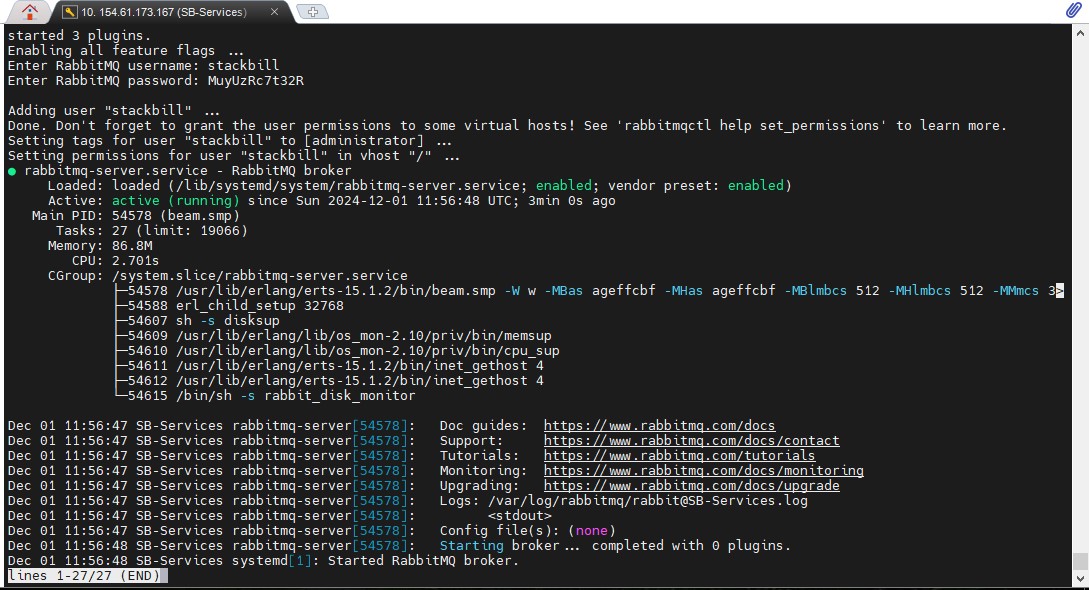 10. 154.61.173.167 (SB-Services)
started 3 plugins.
Enabling all feature flags ...
Enter RabbitMQ username: stackbill
Enter RabbitMQ password: MuyUzRc7t32R
Adding user "stackbill" ...
Done. Don't forget to grant the user permissions to some virtual hosts! See 'rabbitmqctl help set_permissions' to learn more.
Setting tags for user "stackbill" to [administrator] ...
Setting permissions for user "stackbill" in vhost "/" ...
● rabbitmq-server.service - RabbitMQ broker
Loaded: loaded (/lib/systemd/system/rabbitmq-server.service; enabled; vendor preset: enabled)
Active: active (running) since Sun 2024-12-01 11:56:48 UTC; 3min 0s ago
Main PID: 54578 (beam.smp)
Tasks: 27 (limit: 19066)
Memory: 86.8M
CPU: 2.701s
CGroup: /system.slice/rabbitmq-server.service
├─54578 /usr/lib/erlang/erts-15.1.2/bin/beam.smp -W w -MBas ageffcbf -MHas ageffcbf -MBlmbcs 512 -MHlmbcs 512 -MMmcs 3>
├─54588 erl_child_setup 32768
├─54607 sh -s disksup
├─54609 /usr/lib/erlang/lib/os_mon-2.10/priv/bin/memsup
├─54610 /usr/lib/erlang/lib/os_mon-2.10/priv/bin/cpu_sup
├─54611 /usr/lib/erlang/erts-15.1.2/bin/inet_gethost 4
├─54612 /usr/lib/erlang/erts-15.1.2/bin/inet_gethost 4
└─54615 /bin/sh -s rabbit_disk_monitor
Dec 01 11:56:47 SB-Services rabbitmq-server[54578]:   Doc guides:  https://www.rabbitmq.com/docs
Dec 01 11:56:47 SB-Services rabbitmq-server[54578]:   Support:     https://www.rabbitmq.com/docs/contact
Dec 01 11:56:47 SB-Services rabbitmq-server[54578]:   Tutorials:   https://www.rabbitmq.com/tutorials
Dec 01 11:56:47 SB-Services rabbitmq-server[54578]:   Monitoring:  https://www.rabbitmq.com/docs/monitoring
Dec 01 11:56:47 SB-Services rabbitmq-server[54578]:   Upgrading:   https://www.rabbitmq.com/docs/upgrade
Dec 01 11:56:47 SB-Services rabbitmq-server[54578]:   Logs: /var/log/rabbitmq/rabbit@SB-Services.log
Dec 01 11:56:47 SB-Services rabbitmq-server[54578]:         <stdout>
Dec 01 11:56:47 SB-Services rabbitmq-server[54578]:   Config file(s): (none)
Dec 01 11:56:48 SB-Services rabbitmq-server[54578]:   Starting broker... completed with 0 plugins.
Dec 01 11:56:48 SB-Services systemd[1]: Started RabbitMQ broker.
lines 1-27/27 (END)